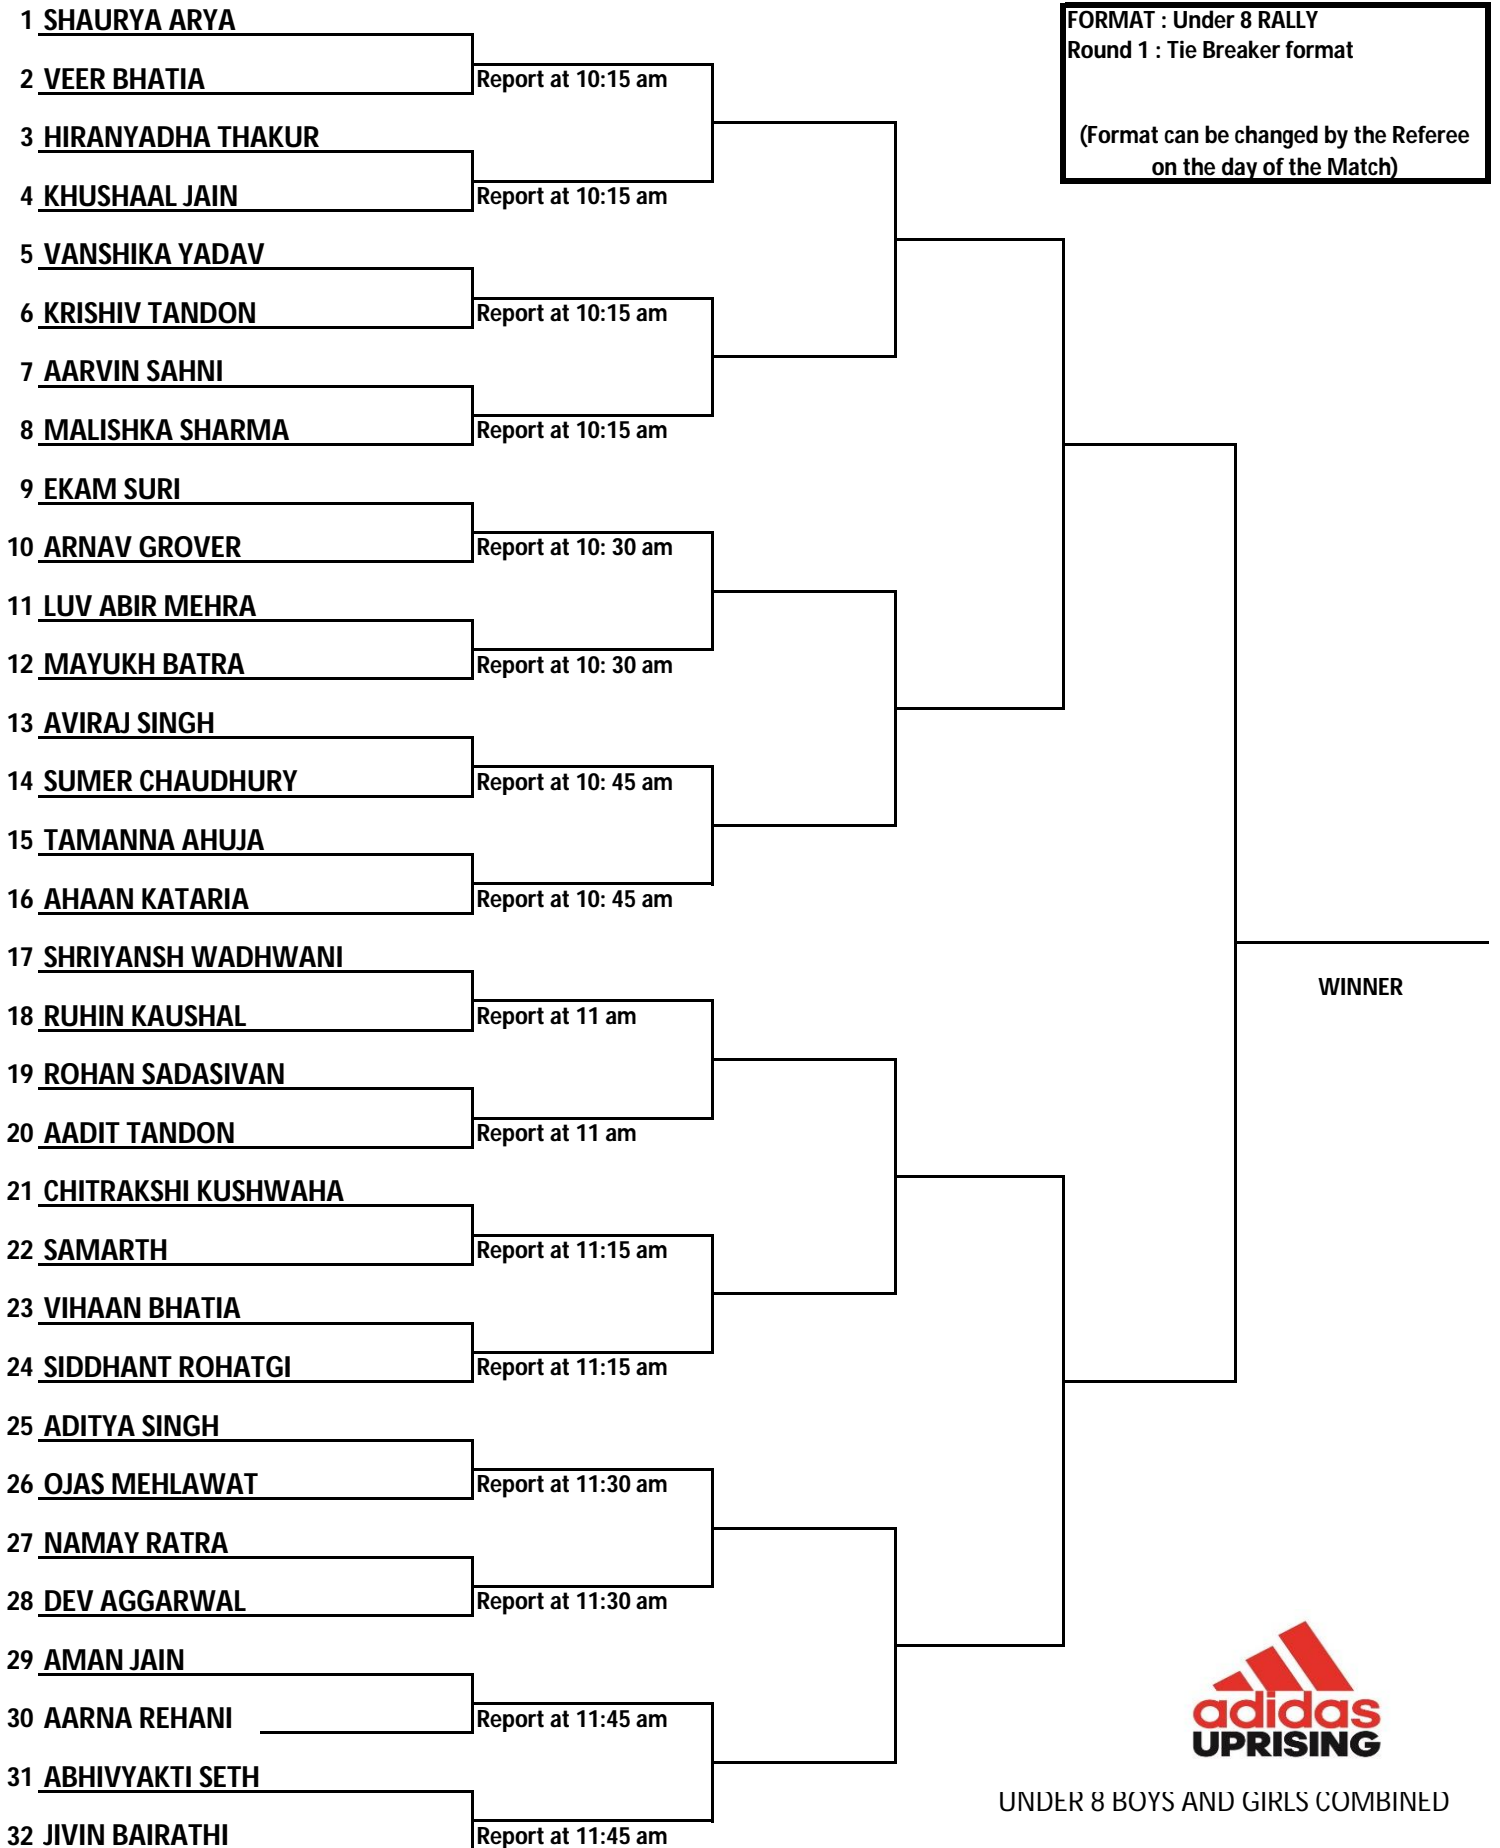 1 SHAURYA ARYA
2 VEER BHATIA
Report at 10:15 am
3 HIRANYADHA THAKUR
4 KHUSHAAL JAIN
Report at 10:15 am
5 VANSHIKA YADAV
6 KRISHIV TANDON
Report at 10:15 am
7 AARVIN SAHNI
8 MALISHKA SHARMA
Report at 10:15 am
9 EKAM SURI
10 ARNAV GROVER
Report at 10: 30 am
11 LUV ABIR MEHRA
12 MAYUKH BATRA
Report at 10: 30 am
13 AVIRAJ SINGH
14 SUMER CHAUDHURY
Report at 10: 45 am
15 TAMANNA AHUJA
16 AHAAN KATARIA
Report at 10: 45 am
17 SHRIYANSH WADHWANI
18 RUHIN KAUSHAL
Report at 11 am
19 ROHAN SADASIVAN
20 AADIT TANDON
Report at 11 am
21 CHITRAKSHI KUSHWAHA
22 SAMARTH
Report at 11:15 am
23 VIHAAN BHATIA
24 SIDDHANT ROHATGI
Report at 11:15 am
25 ADITYA SINGH
26 OJAS MEHLAWAT
Report at 11:30 am
27 NAMAY RATRA
28 DEV AGGARWAL
Report at 11:30 am
29 AMAN JAIN
30 AARNA REHANI
Report at 11:45 am
31 ABHIVYAKTI SETH
32 JIVIN BAIRATHI
Report at 11:45 am
FORMAT : Under 8 RALLY
Round 1 : Tie Breaker format
(Format can be changed by the Referee
on the day of the Match)
WINNER
adidas
UPRISING
UNDER 8 BOYS AND GIRLS COMBINED